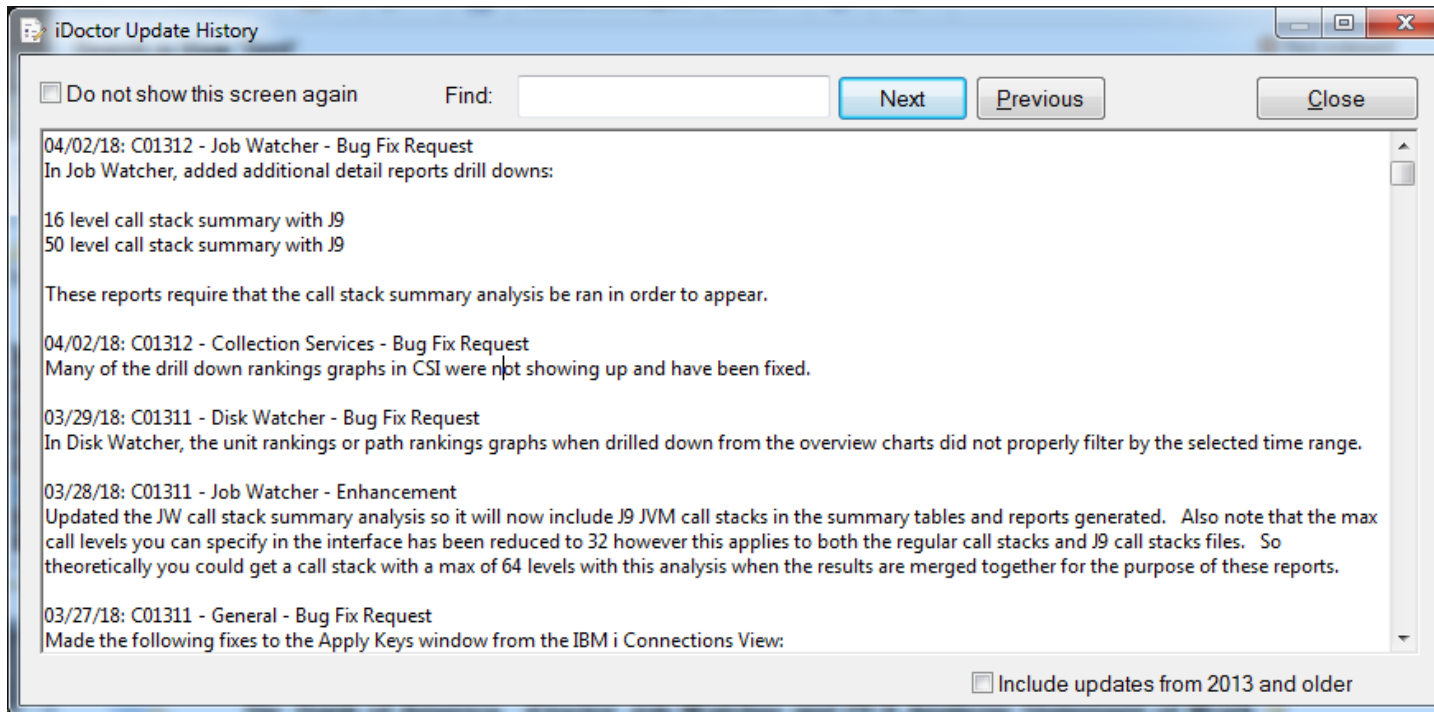 iDoctor Update History
Do not show this screen again
Find:
Next
Previous
Close
04/02/18: C01312 - Job Watcher - Bug Fix Request
In Job Watcher, added additional detail reports drill downs:
16 level call stack summary with J9
50 level call stack summary with J9
These reports require that the call stack summary analysis be ran in order to appear.
04/02/18: C01312 - Collection Services - Bug Fix Request
Many of the drill down rankings graphs in CSI were not showing up and have been fixed.
03/29/18: C01311 - Disk Watcher - Bug Fix Request
In Disk Watcher, the unit rankings or path rankings graphs when drilled down from the overview charts did not properly filter by the selected time range.
03/28/18: C01311 - Job Watcher - Enhancement
Updated the JW call stack summary analysis so it will now include J9 JVM call stacks in the summary tables and reports generated.   Also note that the max
call levels you can specify in the interface has been reduced to 32 however this applies to both the regular call stacks and J9 call stacks files.   So
theoretically you could get a call stack with a max of 64 levels with this analysis when the results are merged together for the purpose of these reports.
03/27/18: C01311 - General - Bug Fix Request
Made the following fixes to the Apply Keys window from the IBM i Connections View:
Include updates from 2013 and older